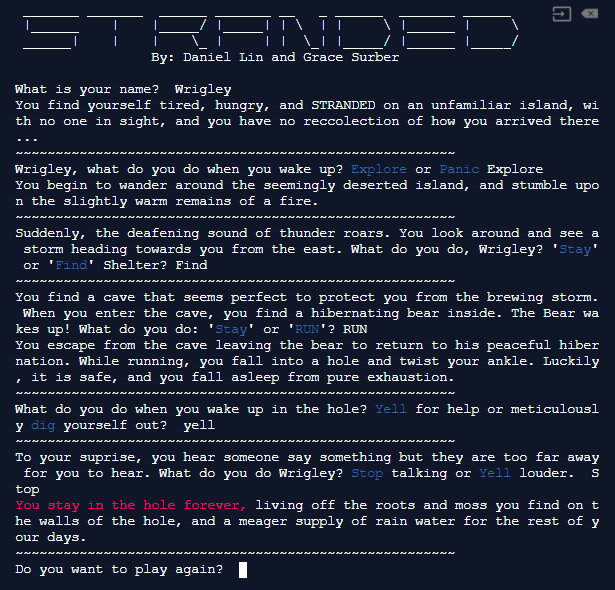 STRANDED
By: Daniel Lin and Grace Surber
What is your name?  Wrigley
You find yourself tired, hungry, and STRANDED on an unfamiliar island, wi
th no one in sight, and you have no reccolection of how you arrived there
...
~~~~~~~~~~~~~~~~~~~~~~~~~~~~~~~~~~~~~~~~~~~~~~~~~~~~~~~
Wrigley, what do you do when you wake up? Explore or Panic Explore
You begin to wander around the seemingly deserted island, and stumble upo
n the slightly warm remains of a fire.
~~~~~~~~~~~~~~~~~~~~~~~~~~~~~~~~~~~~~~~~~~~~~~~~~~~~~~~
Suddenly, the deafening sound of thunder roars. You look around and see a
 storm heading towards you from the east. What do you do, Wrigley? 'Stay'
 or 'Find' Shelter? Find
~~~~~~~~~~~~~~~~~~~~~~~~~~~~~~~~~~~~~~~~~~~~~~~~~~~~~~~
You find a cave that seems perfect to protect you from the brewing storm.
 When you enter the cave, you find a hibernating bear inside. The Bear wa
kes up! What do you do: 'Stay' or 'RUN'? RUN
You escape from the cave leaving the bear to return to his peaceful hiber
nation. While running, you fall into a hole and twist your ankle. Luckily
, it is safe, and you fall asleep from pure exhaustion.
~~~~~~~~~~~~~~~~~~~~~~~~~~~~~~~~~~~~~~~~~~~~~~~~~~~~~~~
What do you do when you wake up in the hole? Yell for help or meticulousl
y dig yourself out?  yell
~~~~~~~~~~~~~~~~~~~~~~~~~~~~~~~~~~~~~~~~~~~~~~~~~~~~~~~
To your suprise, you hear someone say something but they are too far away
 for you to hear. What do you do Wrigley? Stop talking or Yell louder.  S
top
You stay in the hole forever, living off the roots and moss you find on t
he walls of the hole, and a meager supply of rain water for the rest of y
our days.
~~~~~~~~~~~~~~~~~~~~~~~~~~~~~~~~~~~~~~~~~~~~~~~~~~~~~~~
Do you want to play again?